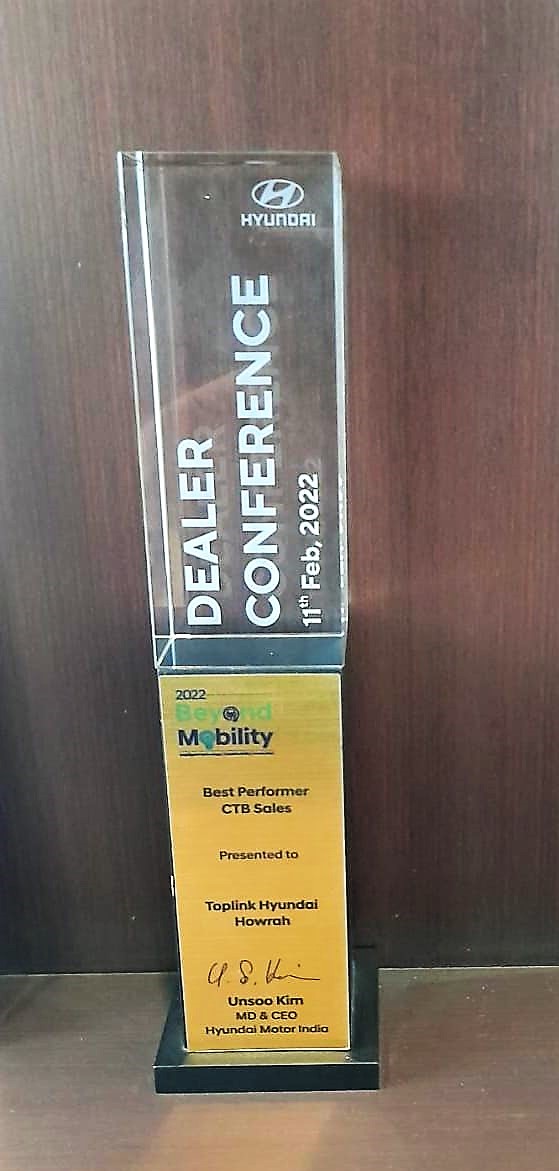 HYUNDAI
DEALER
CONFERENCE
11th Feb, 2022
2022
Beyond
Mobility
Best Performer
CTB Sales
Presented to
Toplink Hyundai
Howrah
U. S. Kim
Unsoo Kim
MD & CEO
Hyundai Motor India